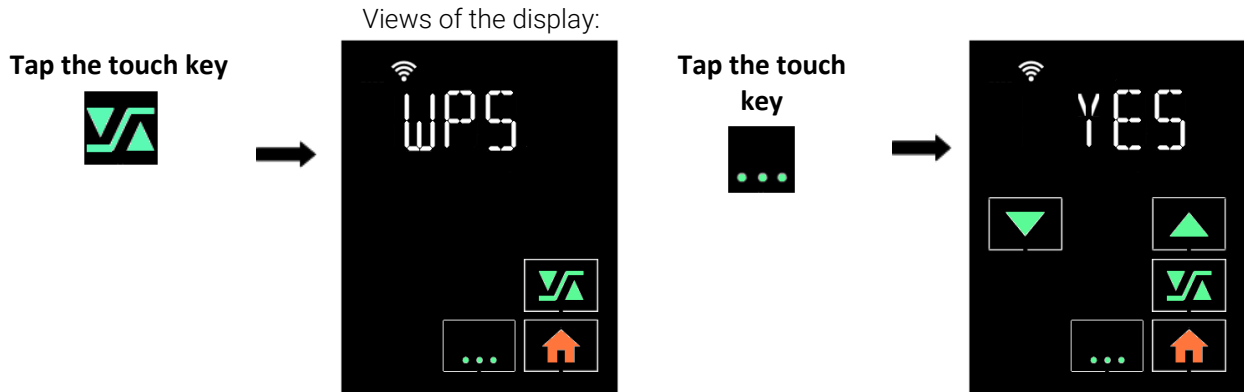 Views of the display:
Tap the touch key
WPS
Tap the touch
key
YES